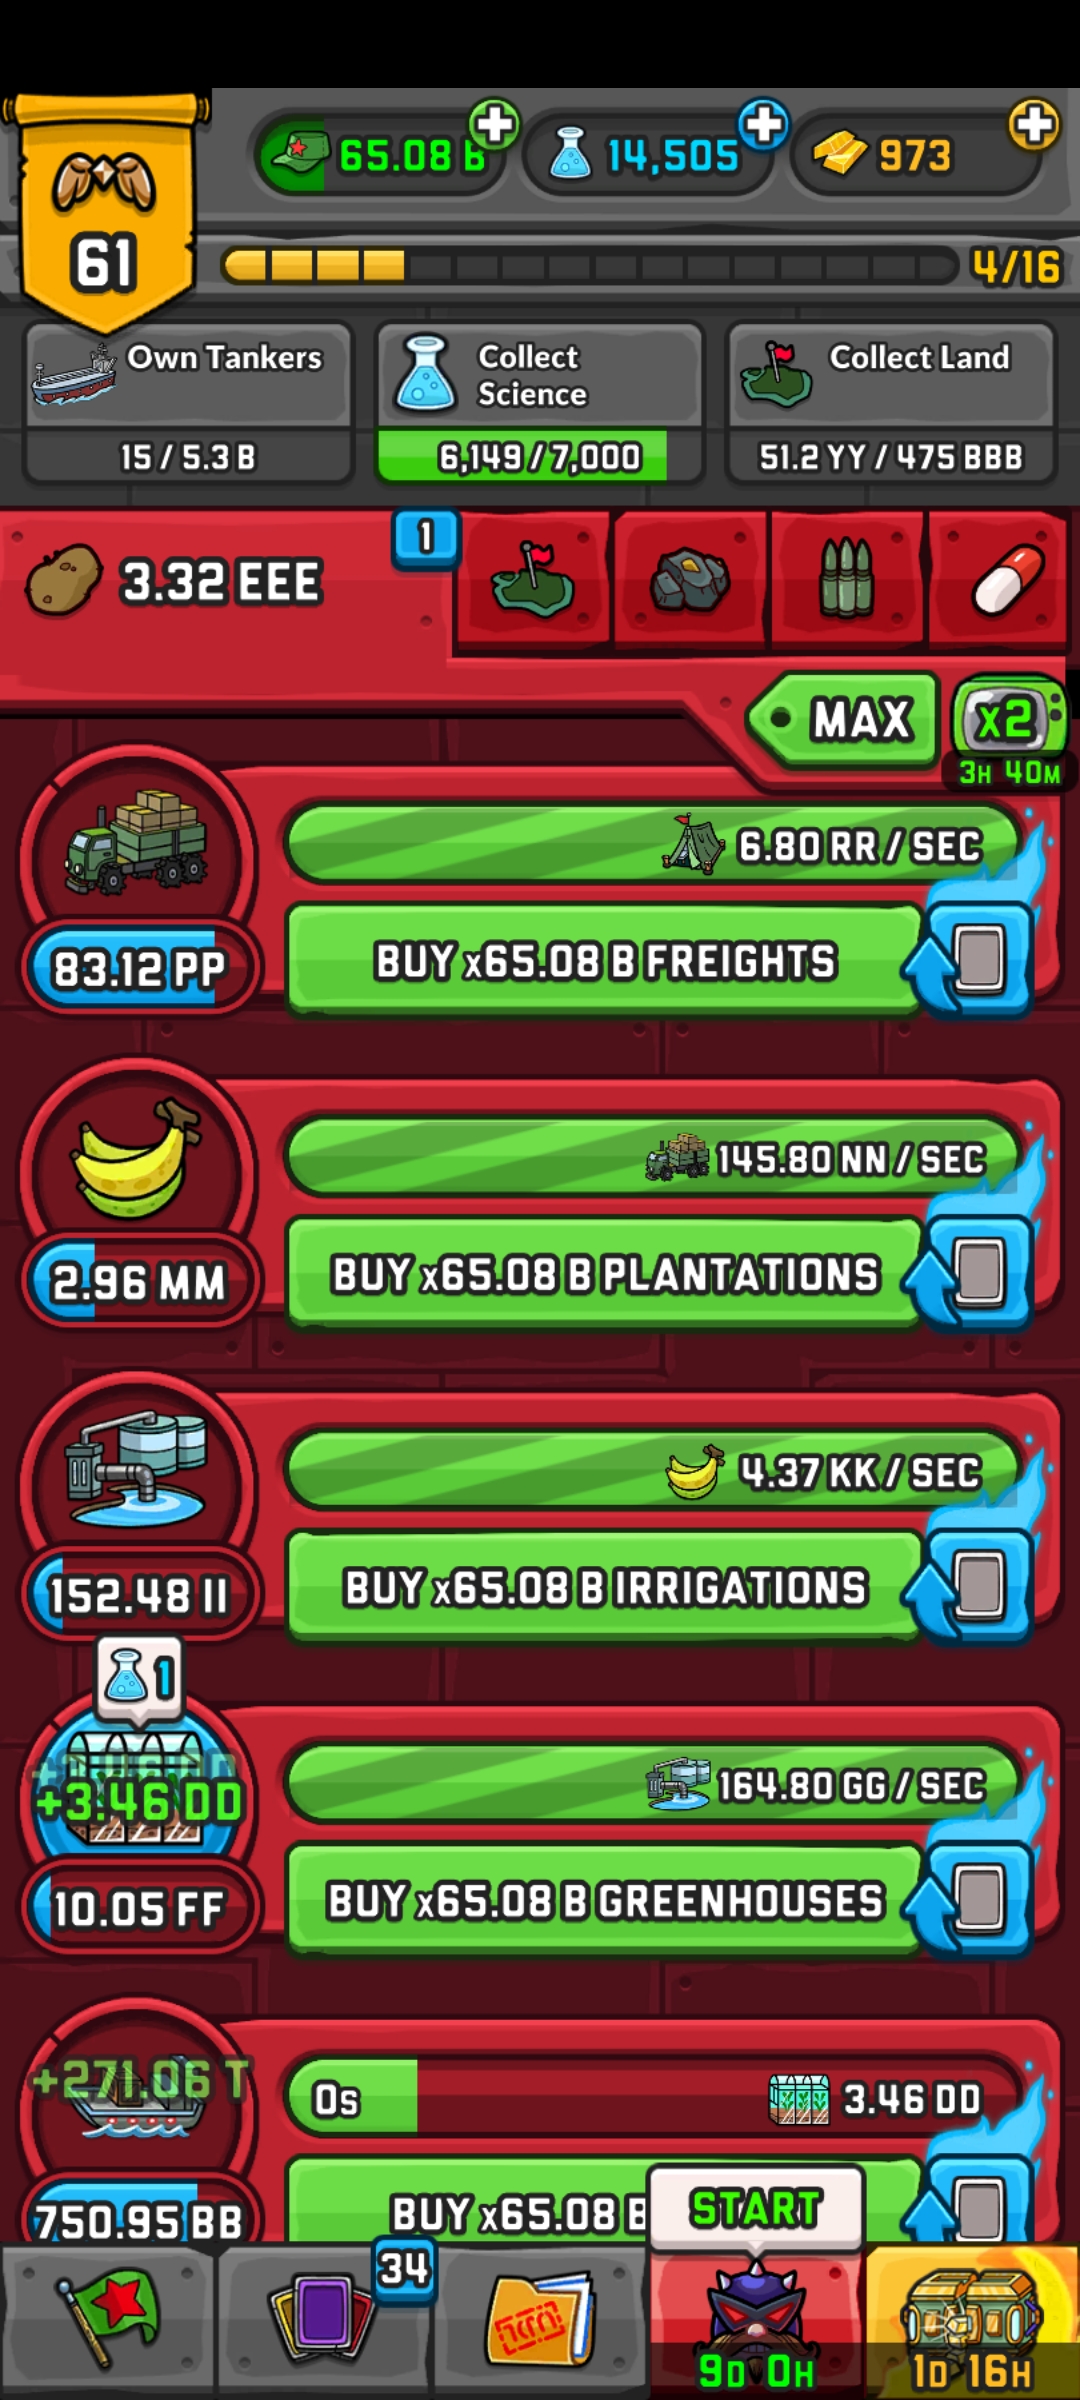 65.08 B
14,505
973
61
4/16
Own Tankers
15 / 5.3 B
Collect
Science
6,149 / 7,000
Collect Land
51.2 YY / 475 BBB
3.32 EEE
1
MAX
x2
3H 40M
6.80 RR / SEC
83.12 PP
BUY x65.08 B FREIGHTS
145.80 NN / SEC
2.96 MM
BUY x65.08 B PLANTATIONS
4.37 KK / SEC
152.48 II
BUY x65.08 B IRRIGATIONS
1
+3.46 DD
164.80 GG / SEC
10.05 FF
BUY x65.08 B GREENHOUSES
+271.06 T
0s
3.46 DD
750.95 BB
BUY x65.08 B
START
34
9D 0H
1D 16H